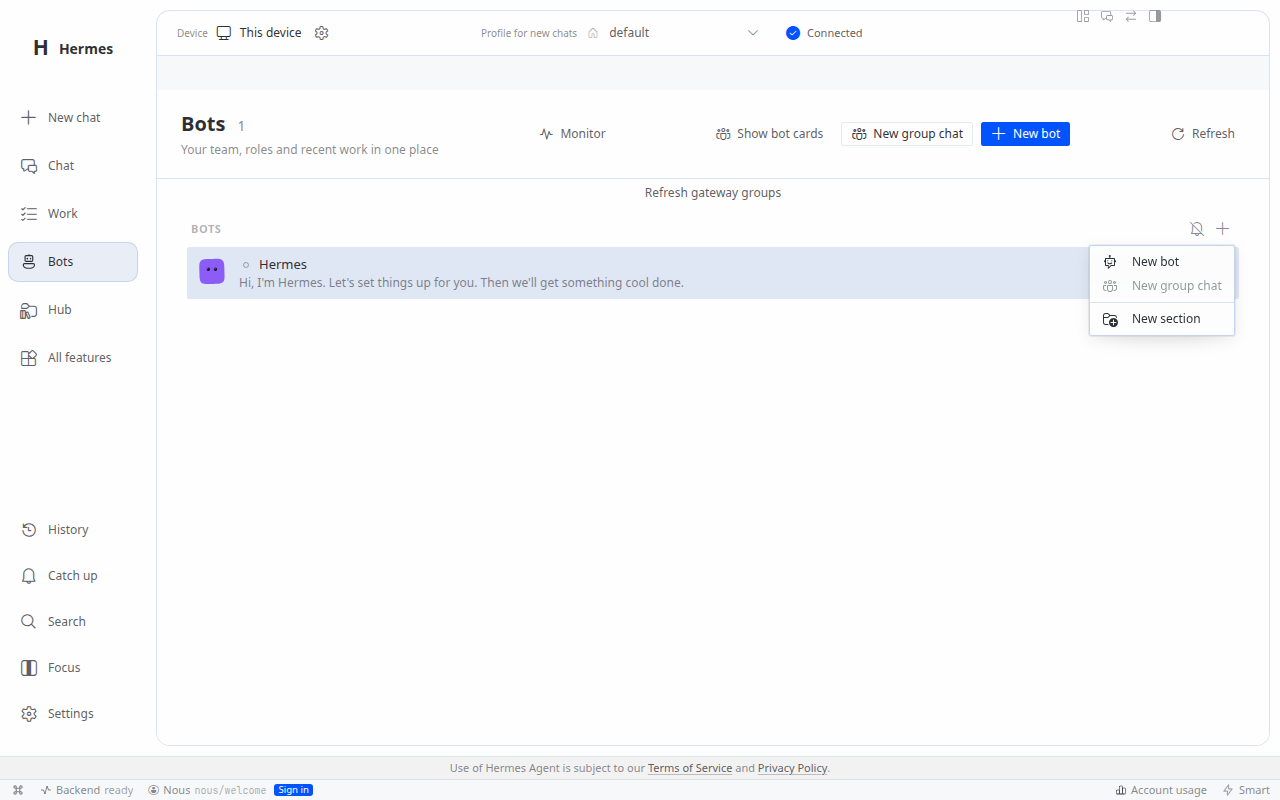 H Hermes
Device This device Profile for new chats default Connected
New chat
Chat
Work
Bots
Hub
All features
History
Catch up
Search
Focus
Settings
Bots 1
Your team, roles and recent work in one place
Monitor Show bot cards New group chat New bot Refresh
Refresh gateway groups
BOTS
Hermes
Hi, I'm Hermes. Let's set things up for you. Then we'll get something cool done.
New bot
New group chat
New section
Use of Hermes Agent is subject to our Terms of Service and Privacy Policy.
Backend ready Nous nous/welcome Sign in Account usage Smart